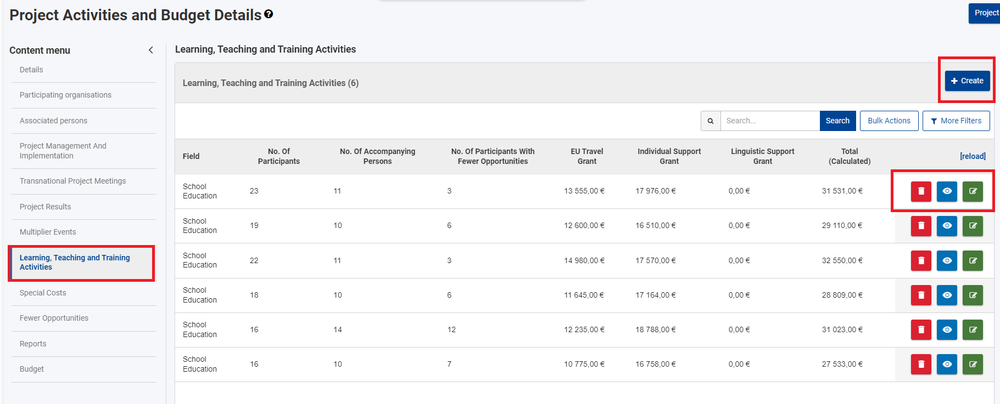 Project Activities and Budget Details
Project
Content menu
Details
Participating organisations
Associated persons
Project Management And
Implementation
Transnational Project Meetings
Project Results
Multiplier Events
Learning, Teaching and Training
Activities
Special Costs
Fewer Opportunities
Reports
Budget
Learning, Teaching and Training Activities
Learning, Teaching and Training Activities (6)
Create
Search... Search Bulk Actions More Filters
Field No. Of Participants No. Of Accompanying Persons No. Of Participants With Fewer Opportunities EU Travel Grant Individual Support Grant Linguistic Support Grant Total (Calculated) [reload]
School Education 23 11 3 13 555,00 € 17 976,00 € 0,00 € 31 531,00 €
School Education 19 10 6 12 600,00 € 16 510,00 € 0,00 € 29 110,00 €
School Education 22 11 3 14 980,00 € 17 570,00 € 0,00 € 32 550,00 €
School Education 18 10 6 11 645,00 € 17 164,00 € 0,00 € 28 809,00 €
School Education 16 14 12 12 235,00 € 18 788,00 € 0,00 € 31 023,00 €
School Education 16 10 7 10 775,00 € 16 758,00 € 0,00 € 27 533,00 €